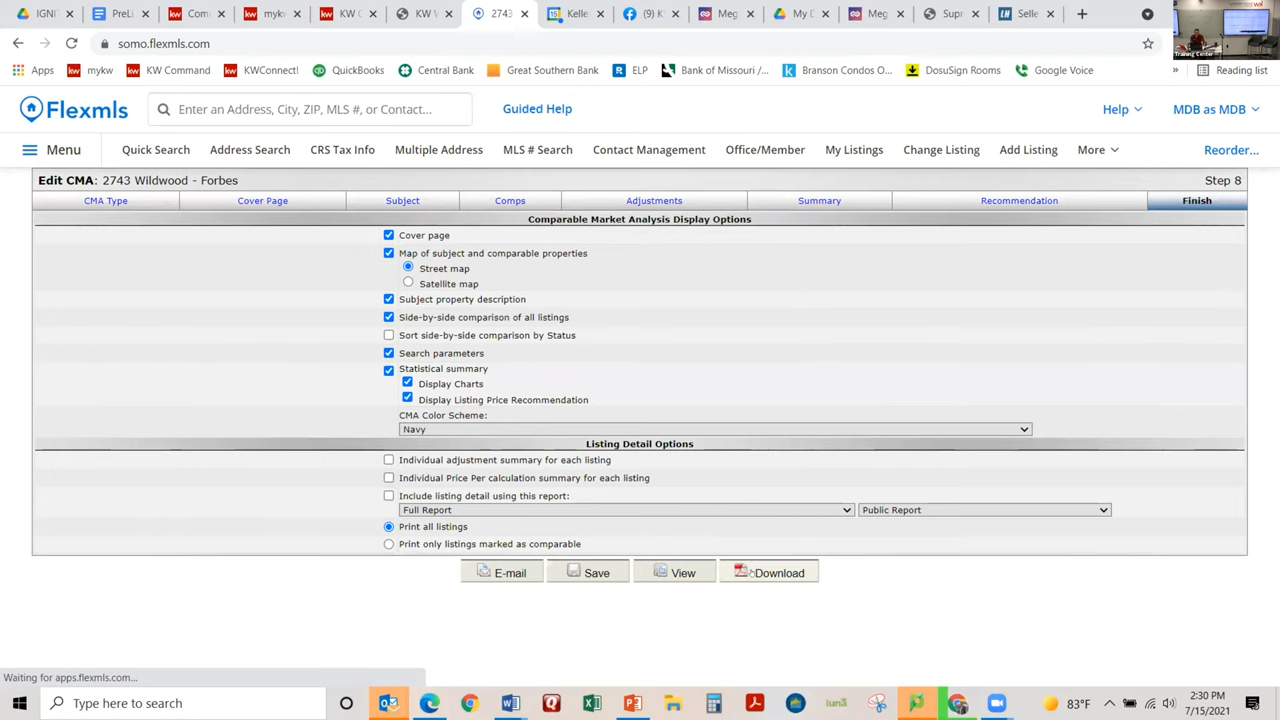 IGNI
PreLi
Com
myk
KW C
KW U
2743
Kelle
(9) K
Meg
My D
Meg
Supr
Selle
somo.flexmls.com
Training Center
Apps
mykw
KW Command
KWConnect!
QuickBooks
Central Bank
Great Southern Bank
ELP
Bank of Missouri /...
Branson Condos O...
DosuSign Rooms
Google Voice
»
Reading list
Flexmls
Enter an Address, City, ZIP, MLS #, or Contact...
Guided Help
Help
MDB as MDB
Menu
Quick Search
Address Search
CRS Tax Info
Multiple Address
MLS # Search
Contact Management
Office/Member
My Listings
Change Listing
Add Listing
More
Reorder...
Edit CMA: 2743 Wildwood - Forbes
Step 8
CMA Type
Cover Page
Subject
Comps
Adjustments
Summary
Recommendation
Finish
Comparable Market Analysis Display Options
Cover page
Map of subject and comparable properties
Street map
Satellite map
Subject property description
Side-by-side comparison of all listings
Sort side-by-side comparison by Status
Search parameters
Statistical summary
Display Charts
Display Listing Price Recommendation
CMA Color Scheme:
Navy
Listing Detail Options
Individual adjustment summary for each listing
Individual Price Per calculation summary for each listing
Include listing detail using this report:
Full Report
Public Report
Print all listings
Print only listings marked as comparable
E-mail
Save
View
Download
Waiting for apps.flexmls.com...
Type here to search
luna
83°F
2:30 PM
7/15/2021